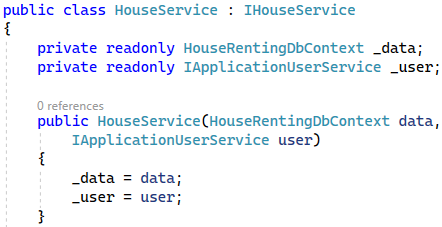 public class HouseService : IHouseService
{
private readonly HouseRentingDbContext _data;
private readonly IApplicationUserService _user;
0 references
public HouseService(HouseRentingDbContext data,
IApplicationUserService user)
{
_data = data;
_user = user;
}